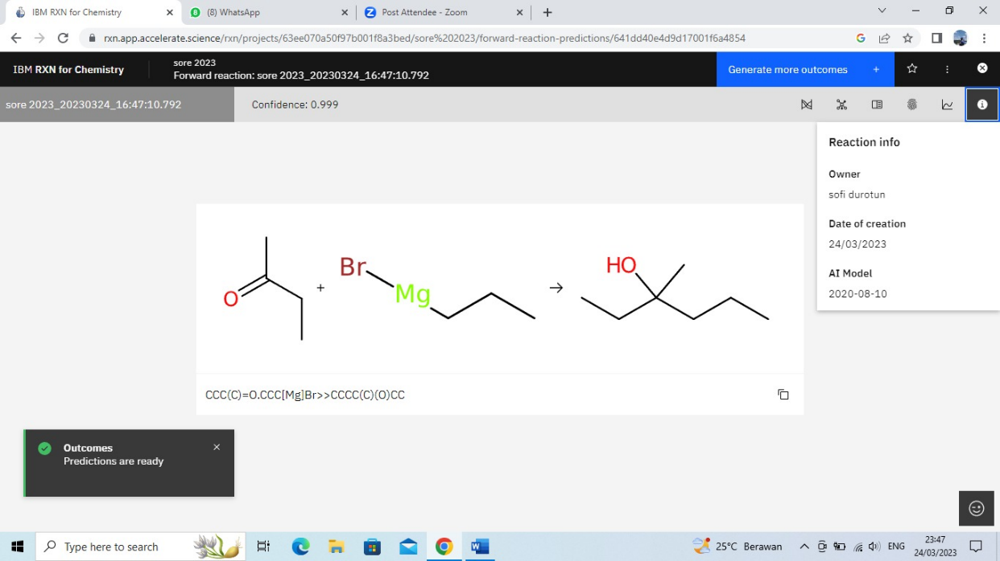 IBM RXN for Chemistry
(8) WhatsApp
Post Attendee - Zoom
rxn.app.accelerate.science/rxn/projects/63ee070a50f97b001f8a3bed/sore%202023/forward-reaction-predictions/641dd40e4d9d17001f6a4854
IBM RXN for Chemistry
sore 2023
Forward reaction: sore 2023_20230324_16:47:10.792
Generate more outcomes +
sore 2023_20230324_16:47:10.792
Confidence: 0.999
Reaction info
Owner
sofi durotun
Date of creation
24/03/2023
AI Model
2020-08-10
O
+
Br
Mg
→
HO
CCC(C)=O.CCC[Mg]Br>>CCCC(C)(O)CC
Outcomes
Predictions are ready
Type here to search
25°C Berawan
ENG
23:47
24/03/2023